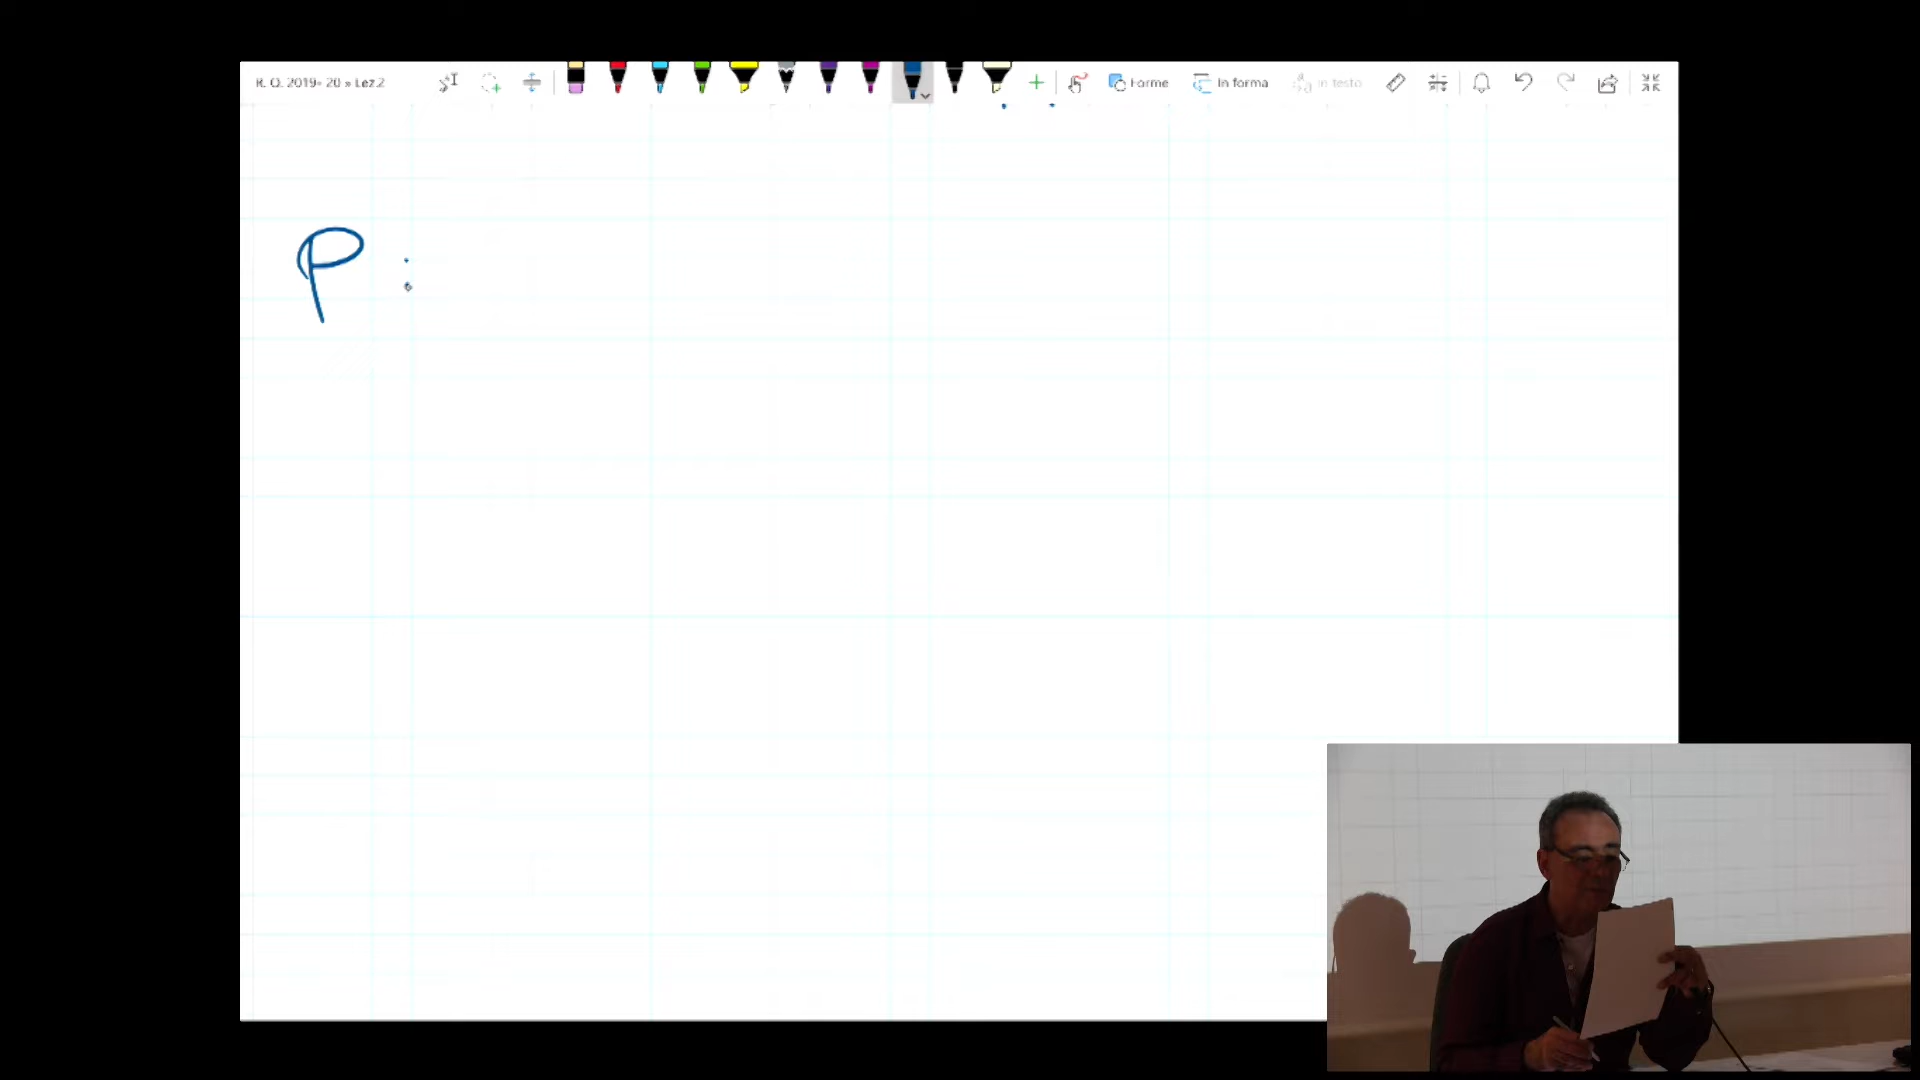 R. O. 2019-20 » Lez.2
Forme
In forma
in testo
P :